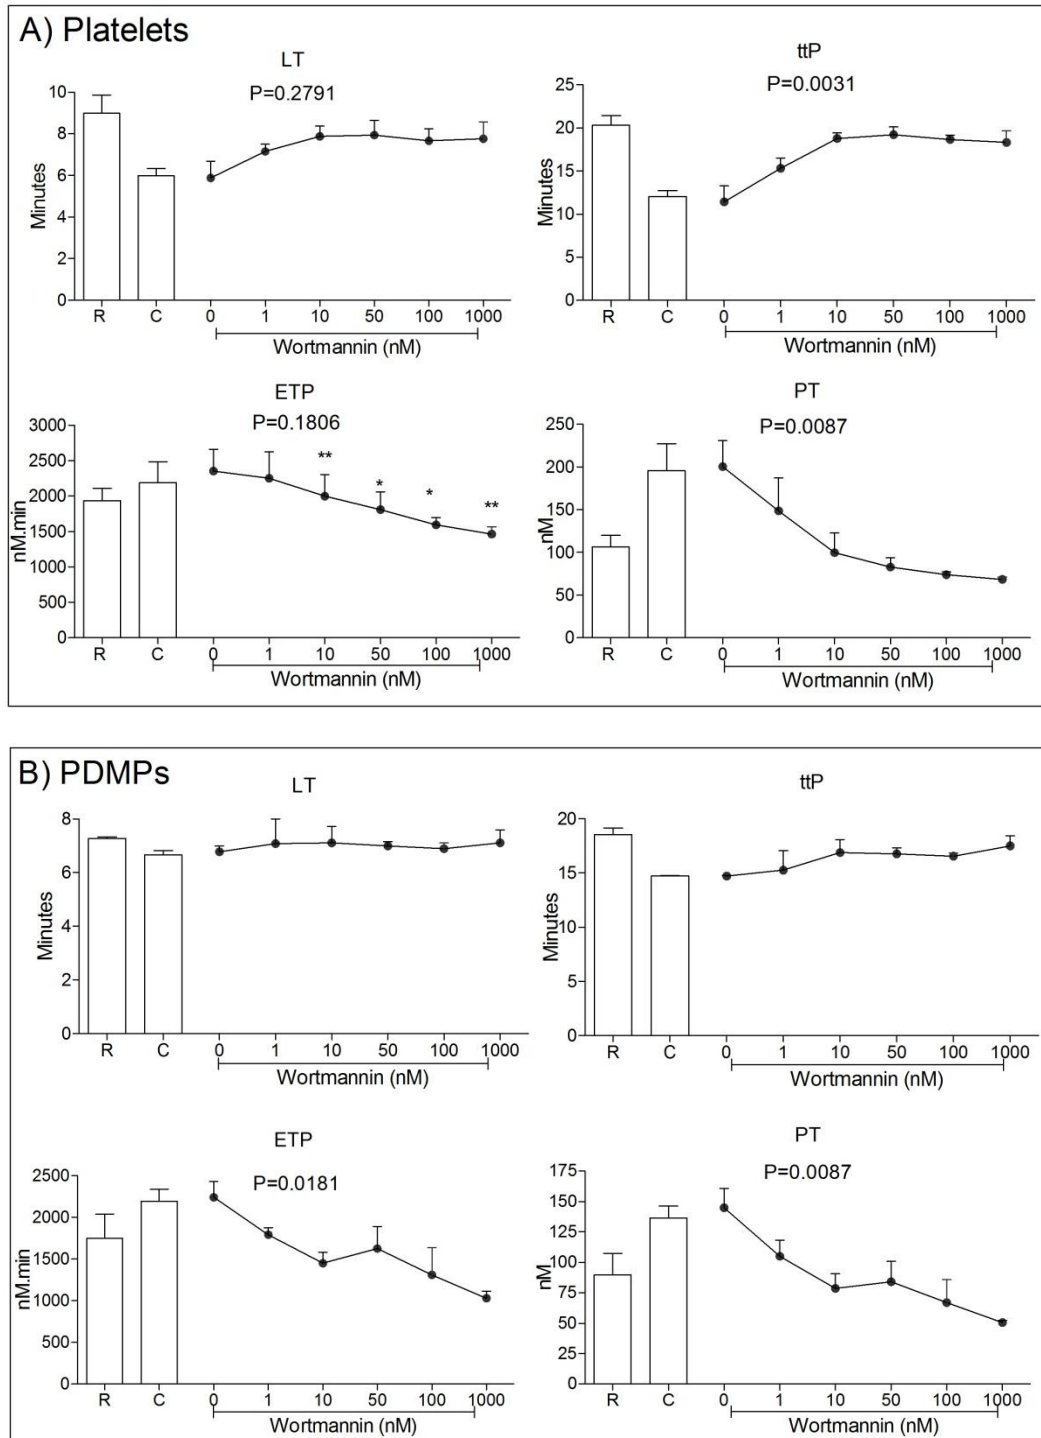 A) Platelets
LT
P=0.2791
Minutes
10
8
6
4
2
0
R C 0 1 10 50 100 1000
Wortmannin (nM)
ttP
P=0.0031
Minutes
25
20
15
10
5
0
R C 0 1 10 50 100 1000
Wortmannin (nM)
ETP
P=0.1806
nM.min
3000
2500
2000
1500
1000
500
0
** * * **
R C 0 1 10 50 100 1000
Wortmannin (nM)
PT
P=0.0087
nM
250
200
150
100
50
0
R C 0 1 10 50 100 1000
Wortmannin (nM)
B) PDMPs
LT
Minutes
8
6
4
2
0
R C 0 1 10 50 100 1000
Wortmannin (nM)
ttP
Minutes
20
15
10
5
0
R C 0 1 10 50 100 1000
Wortmannin (nM)
ETP
P=0.0181
nM.min
2500
2000
1500
1000
500
0
R C 0 1 10 50 100 1000
Wortmannin (nM)
PT
P=0.0087
nM
175
150
125
100
75
50
25
0
R C 0 1 10 50 100 1000
Wortmannin (nM)